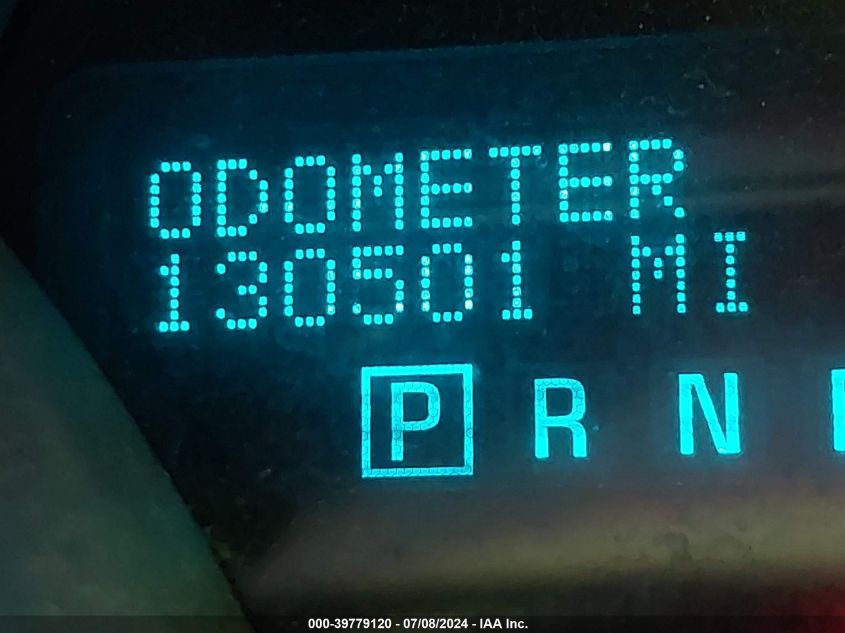 ODOMETER
130501 MI
P R N
000-39779120 - 07/08/2024 - IAA Inc.